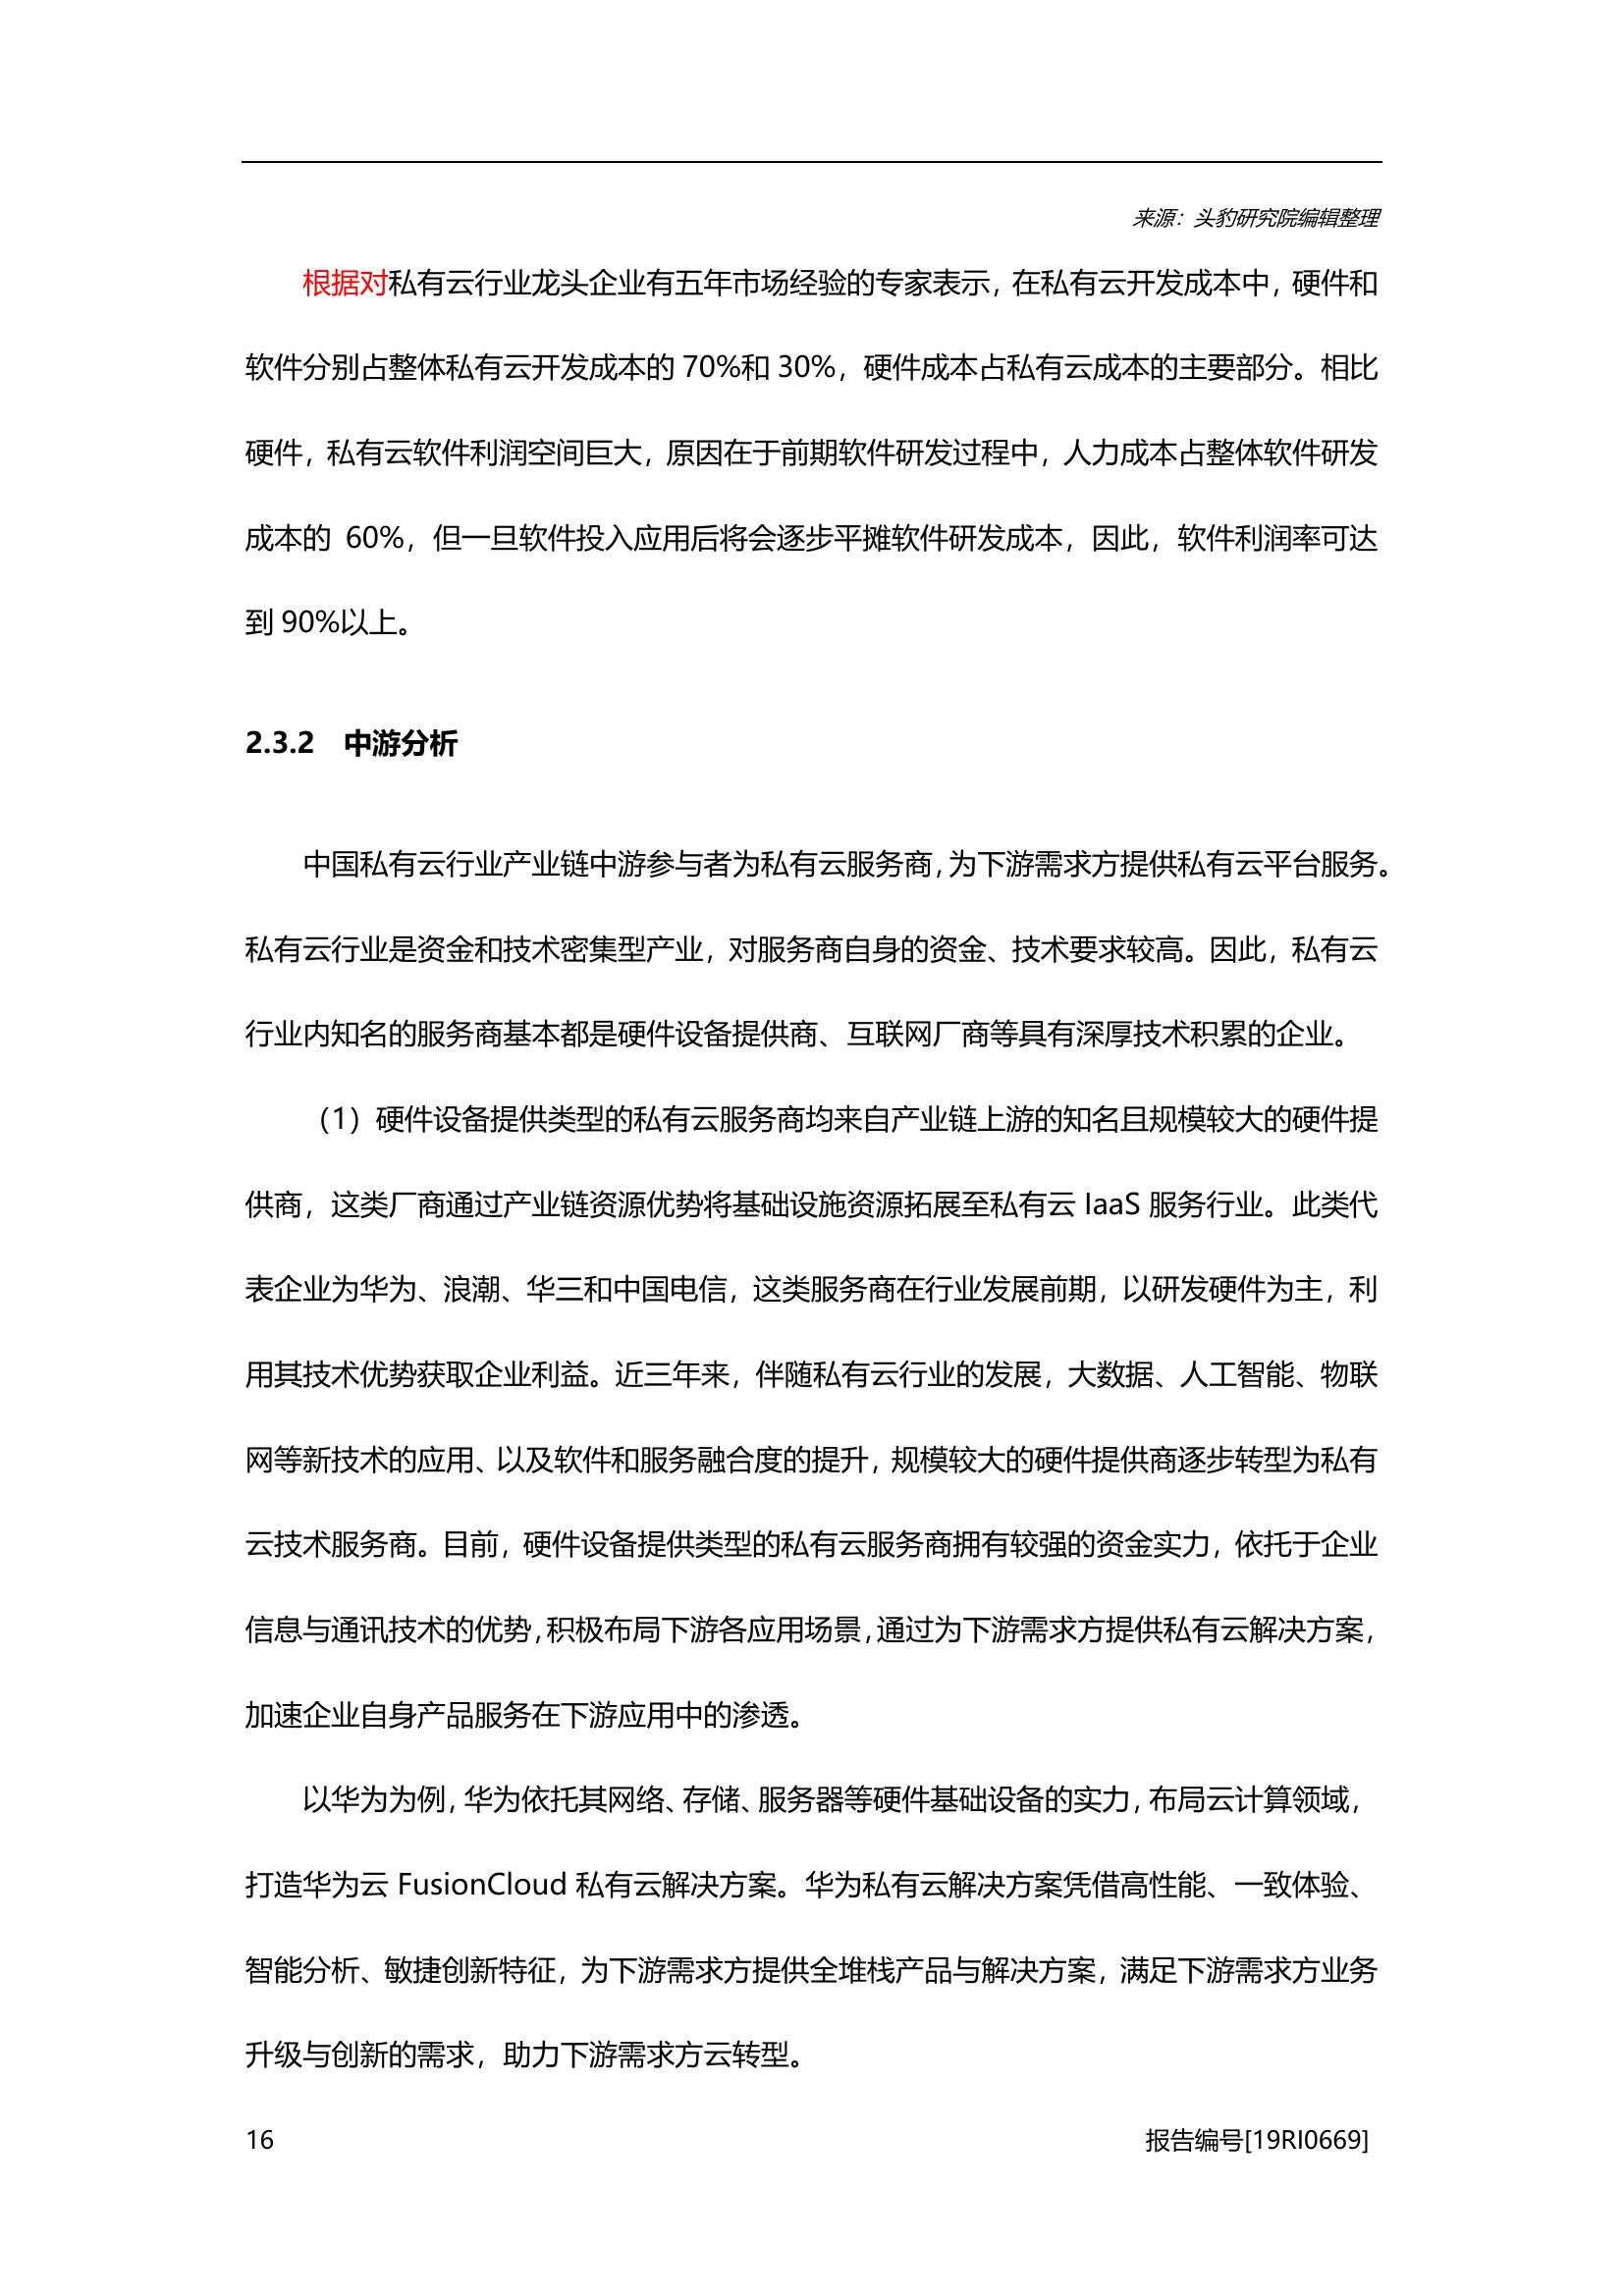 来源：头豹研究院编辑整理
根据对私有云行业龙头企业有五年市场经验的专家表示，在私有云开发成本中，硬件和
软件分别占整体私有云开发成本的 70%和 30%，硬件成本占私有云成本的主要部分。相比
硬件，私有云软件利润空间巨大，原因在于前期软件研发过程中，人力成本占整体软件研发
成本的 60%，但一旦软件投入应用后将会逐步平摊软件研发成本，因此，软件利润率可达
到 90%以上。
2.3.2 中游分析
中国私有云行业产业链中游参与者为私有云服务商，为下游需求方提供私有云平台服务。
私有云行业是资金和技术密集型产业，对服务商自身的资金、技术要求较高。因此，私有云
行业内知名的服务商基本都是硬件设备提供商、互联网厂商等具有深厚技术积累的企业。
（1）硬件设备提供类型的私有云服务商均来自产业链上游的知名且规模较大的硬件提
供商，这类厂商通过产业链资源优势将基础设施资源拓展至私有云 IaaS 服务行业。此类代
表企业为华为、浪潮、华三和中国电信，这类服务商在行业发展前期，以研发硬件为主，利
用其技术优势获取企业利益。近三年来，伴随私有云行业的发展，大数据、人工智能、物联
网等新技术的应用、以及软件和服务融合度的提升，规模较大的硬件提供商逐步转型为私有
云技术服务商。目前，硬件设备提供类型的私有云服务商拥有较强的资金实力，依托于企业
信息与通讯技术的优势，积极布局下游各应用场景，通过为下游需求方提供私有云解决方案，
加速企业自身产品服务在下游应用中的渗透。
以华为为例，华为依托其网络、存储、服务器等硬件基础设备的实力，布局云计算领域，
打造华为云 FusionCloud 私有云解决方案。华为私有云解决方案凭借高性能、一致体验、
智能分析、敏捷创新特征，为下游需求方提供全堆栈产品与解决方案，满足下游需求方业务
升级与创新的需求，助力下游需求方云转型。
16 报告编号[19RI0669]